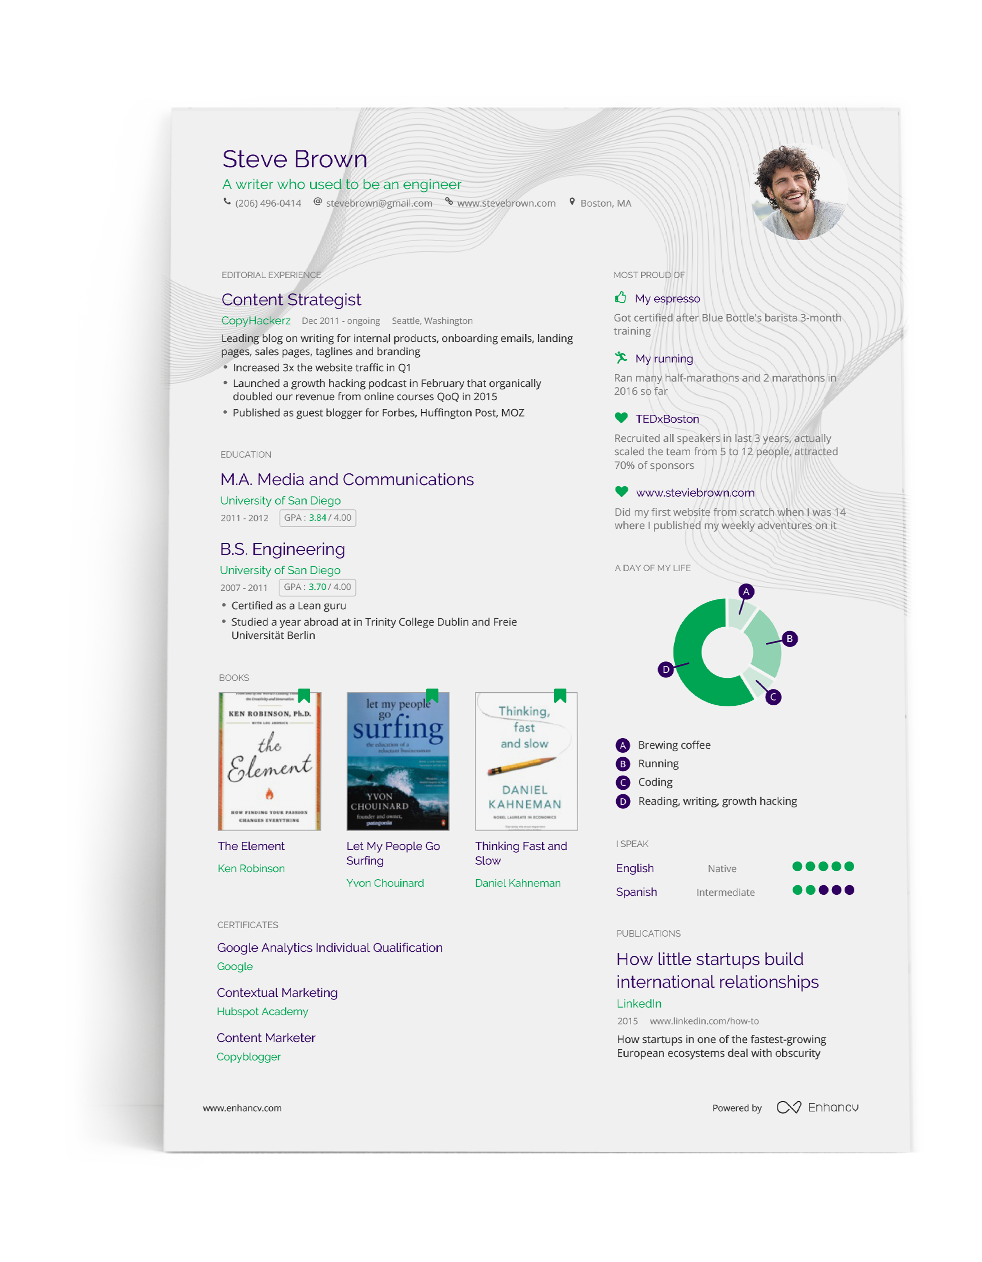 Steve Brown
A writer who used to be an engineer
(206) 496-0414 @ stevebrown@gmail.com www.stevebrown.com Boston, MA
EDITORIAL EXPERIENCE
Content Strategist
CopyHackerz Dec 2011 - ongoing Seattle, Washington
Leading blog on writing for internal products, onboarding emails, landing
pages, sales pages, taglines and branding
• Increased 3x the website traffic in Q1
• Launched a growth hacking podcast in February that organically
doubled our revenue from online courses QoQ in 2015
• Published as guest blogger for Forbes, Huffington Post, MOZ
EDUCATION
M.A. Media and Communications
University of San Diego
2011 - 2012 GPA : 3.84 / 4.00
B.S. Engineering
University of San Diego
2007 - 2011 GPA : 3.70 / 4.00
• Certified as a Lean guru
• Studied a year abroad at in Trinity College Dublin and Freie
Universität Berlin
BOOKS
KEN ROBINSON, Ph.D.
the
Element
HOW FINDING YOUR PASSION
CHANGES EVERYTHING
let my people
go
surfing
the education of a
reluctant businessman
YVON
CHOUINARD
founder and owner,
patagonia
Thinking,
fast
and slow
DANIEL
KAHNEMAN
NOBEL LAUREATE IN ECONOMICS
The Element
Ken Robinson
Let My People Go
Surfing
Yvon Chouinard
Thinking Fast and
Slow
Daniel Kahneman
CERTIFICATES
Google Analytics Individual Qualification
Google
Contextual Marketing
Hubspot Academy
Content Marketer
Copyblogger
MOST PROUD OF
My espresso
Got certified after Blue Bottle's barista 3-month
training
My running
Ran many half-marathons and 2 marathons in
2016 so far
TEDxBoston
Recruited all speakers in last 3 years, actually
scaled the team from 5 to 12 people, attracted
70% of sponsors
www.steviebrown.com
Did my first website from scratch when I was 14
where I published my weekly adventures on it
A DAY OF MY LIFE
A
B
C
D
A Brewing coffee
B Running
C Coding
D Reading, writing, growth hacking
I SPEAK
English Native
Spanish Intermediate
PUBLICATIONS
How little startups build
international relationships
LinkedIn
2015 www.linkedin.com/how-to
How startups in one of the fastest-growing
European ecosystems deal with obscurity
www.enhancv.com
Powered by Enhancv